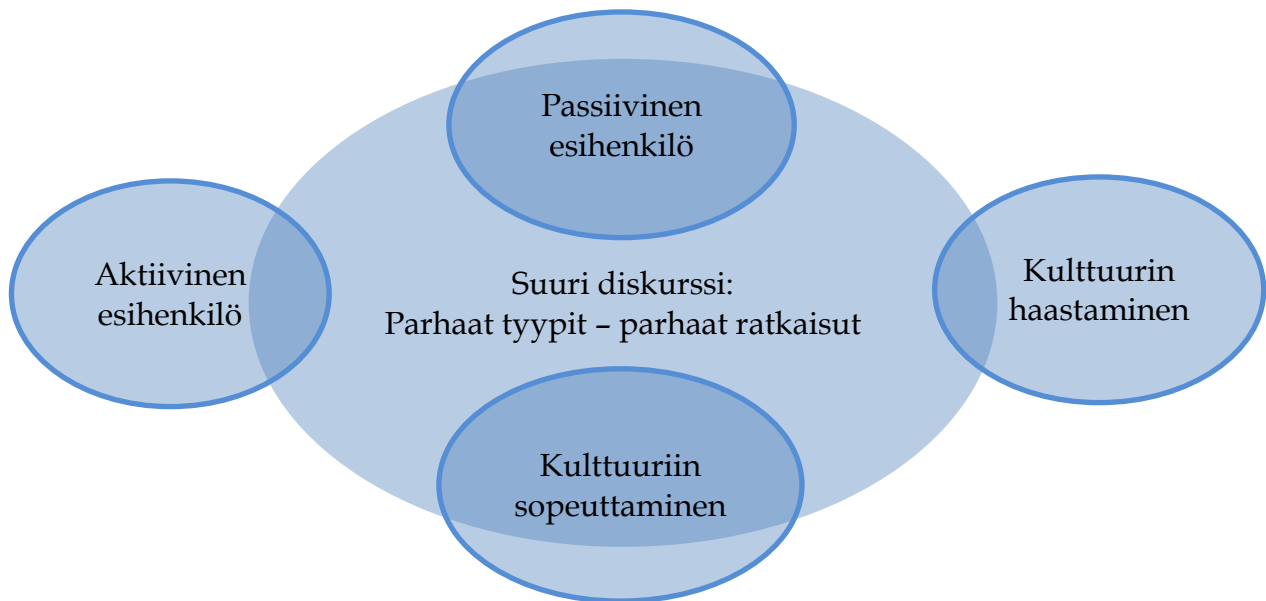 Passiivinen
esihenkilö
Aktiivinen
esihenkilö
Suuri diskurssi:
Parhaat tyypit – parhaat ratkaisut
Kulttuurin
haastaminen
Kulttuuriin
sopeuttaminen